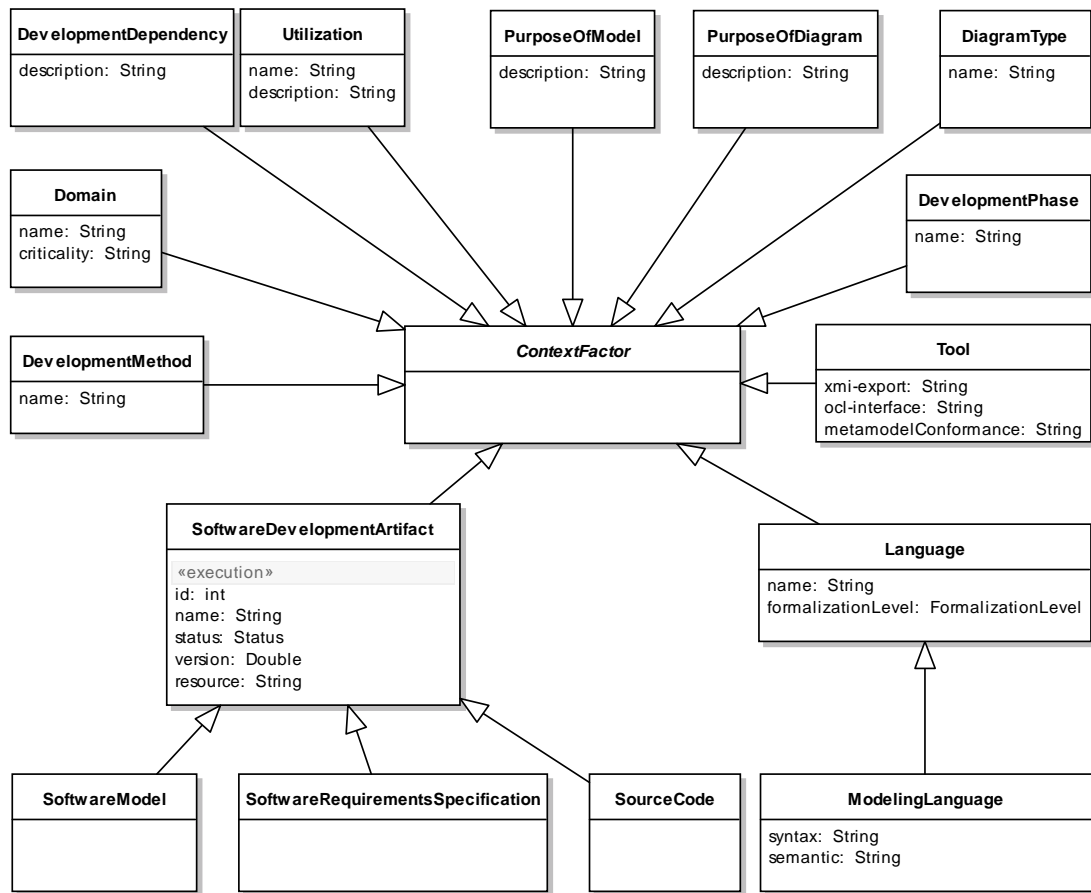 DevelopmentDependency
description: String
Utilization
name: String
description: String
PurposeOfModel
description: String
PurposeOfDiagram
description: String
DiagramType
name: String
Domain
name: String
criticality: String
DevelopmentPhase
name: String
DevelopmentMethod
name: String
ContextFactor
Tool
xmi-export: String
ocl-interface: String
metamodelConformance: String
SoftwareDevelopmentArtifact
«execution»
id: int
name: String
status: Status
version: Double
resource: String
Language
name: String
formalizationLevel: FormalizationLevel
SoftwareModel
SoftwareRequirementsSpecification
SourceCode
ModelingLanguage
syntax: String
semantic: String